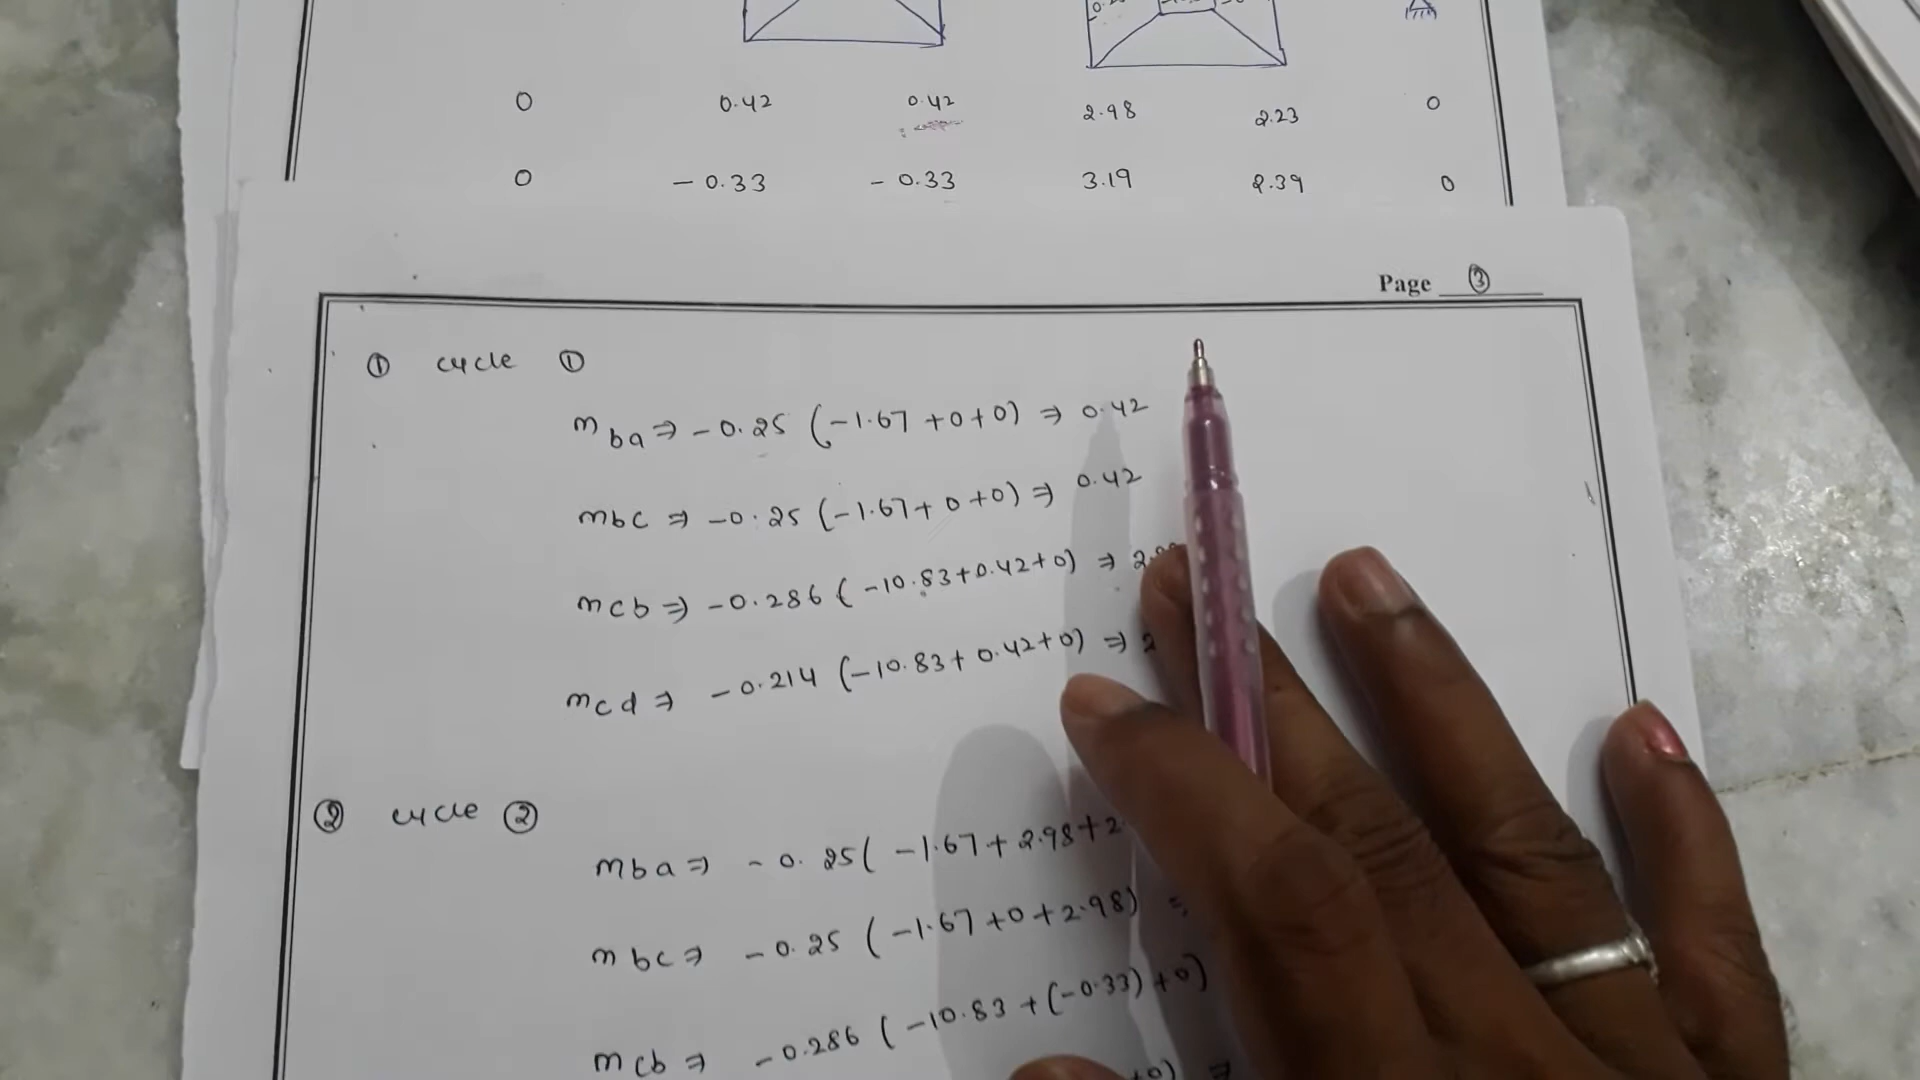 0 0.42 0.42 2.98 2.23 0
0 - 0.33 - 0.33 3.19 2.39 0
Page ③
① cycle ①
mba ⇒ - 0.25 (-1.67 +0+0) ⇒ 0.42
mbc ⇒ -0.25 (-1.67+ 0 +0) ⇒ 0.42
mcb ⇒ -0.286 ( -10.83+0.42+0) ⇒
mcd ⇒ -0.214 (-10.83+ 0.42+0) ⇒ 2
② cycle ②
mba ⇒ -0.25( -1.67+ 2.98+2
mbc ⇒ -0.25 ( -1.67 +0 +2.98)
mcb ⇒ -0.286 ( -10.83 + (-0.33) +0)
+0) ⇒